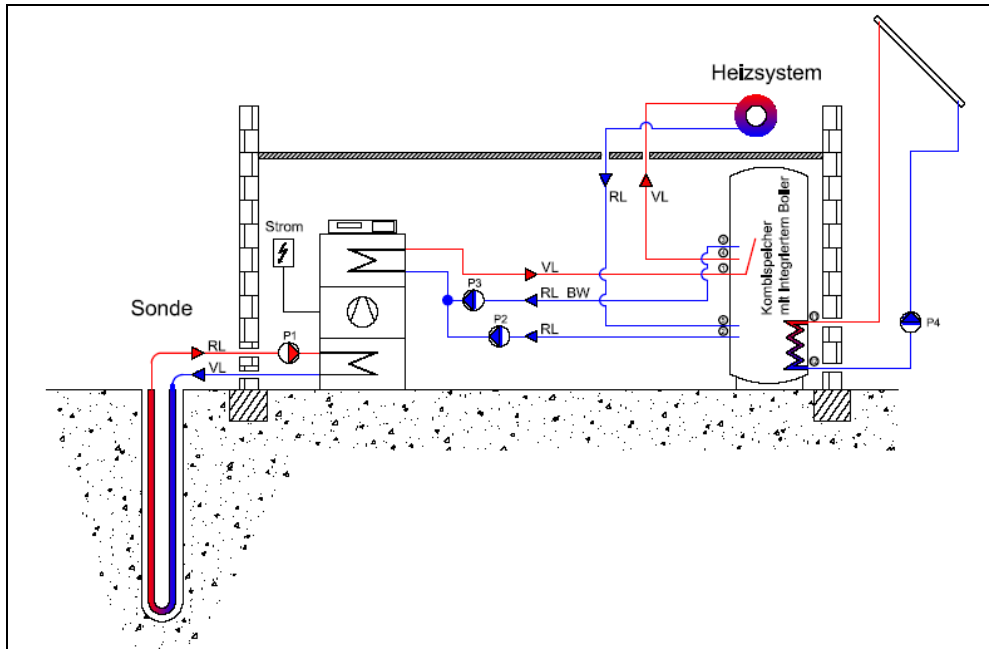 Heizsystem
RL
VL
Strom
Kombispeicher
mit integriertem Boiler
VL
P3
RL BW
Sonde
P1
P2
RL
P4
RL
VL